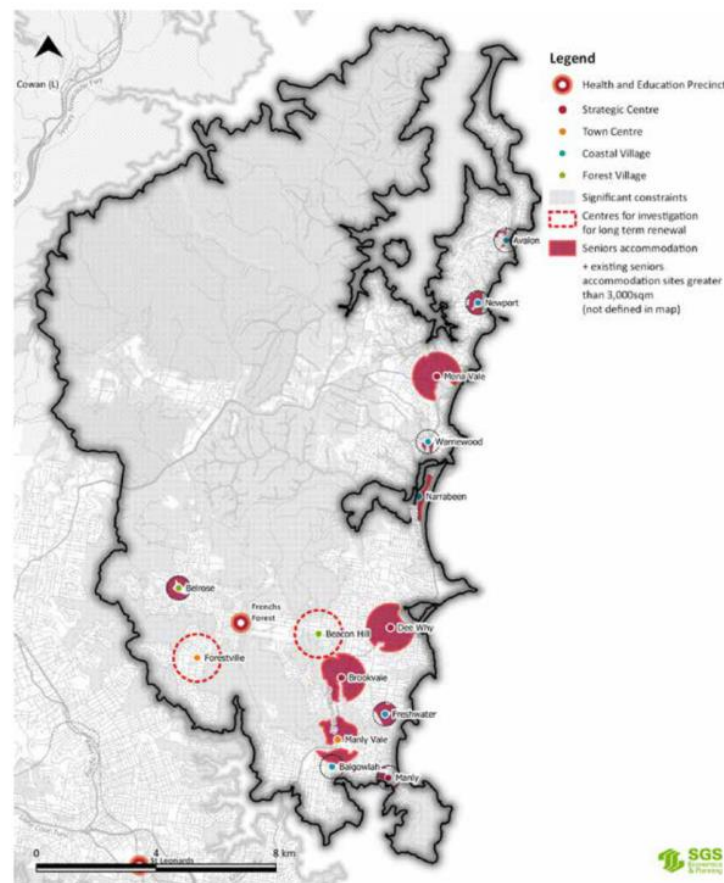 Cowan (L)
Legend
Health and Education Precinct
Strategic Centre
Town Centre
Coastal Village
Forest Village
Significant constraints
Centres for investigation
for long term renewal
Seniors accommodation
+ existing seniors
accommodation sites greater
than 3,000sqm
(not defined in map)
Avalon
Newport
Mona Vale
Warriewood
Narrabeen
Belrose
Frenchs
Forest
Beacon Hill
Dee Why
Forestville
Brookvale
Freshwater
Manly Vale
Balgowlah
Manly
St Leonards
0 4 8 km
SGS
Economics
& Planning